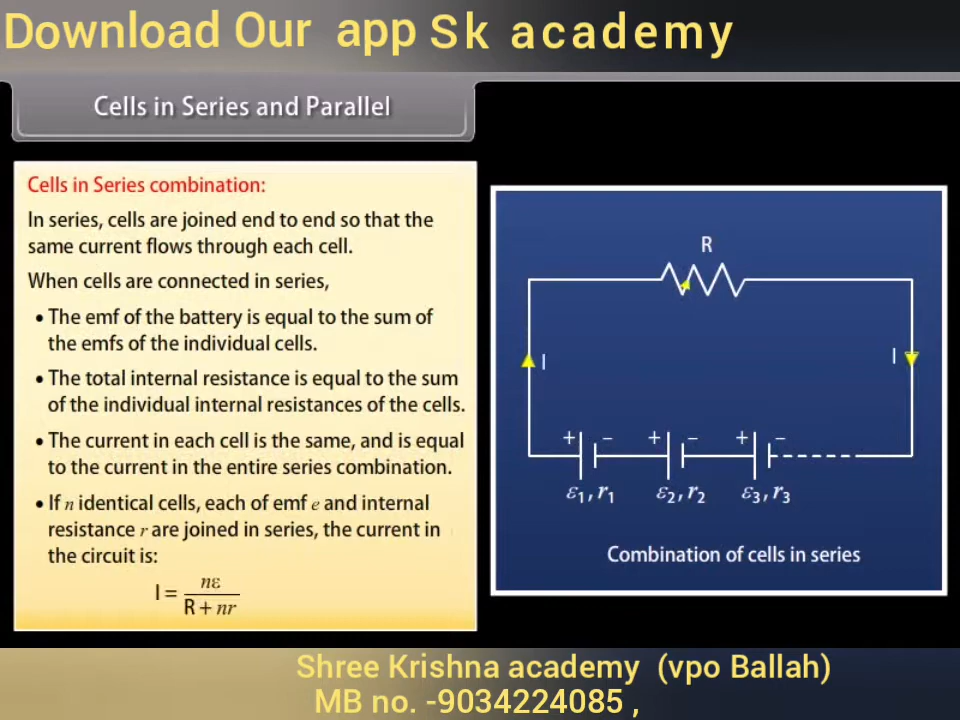 Download Our app Sk academy
Cells in Series and Parallel
Cells in Series combination:
In series, cells are joined end to end so that the
same current flows through each cell.
When cells are connected in series,
• The emf of the battery is equal to the sum of
the emfs of the individual cells.
• The total internal resistance is equal to the sum
of the individual internal resistances of the cells.
• The current in each cell is the same, and is equal
to the current in the entire series combination.
• If n identical cells, each of emf e and internal
resistance r are joined in series, the current in
the circuit is:
I = nε / R + nr
R
I I
+ − + − + −
ε₁, r₁ ε₂, r₂ ε₃, r₃
Combination of cells in series
Shree Krishna academy (vpo Ballah)
MB no. -9034224085 ,